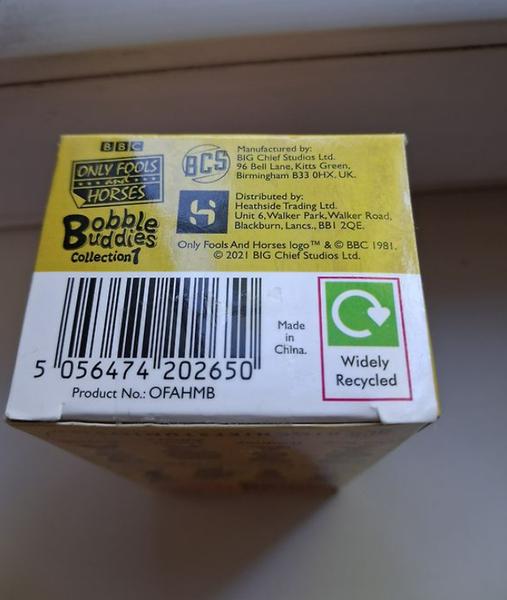 BBC
ONLY FOOLS
and
HORSES
Bobble
Buddies
Collection 1
BCS
Manufactured by:
BIG Chief Studios Ltd.
96 Bell Lane, Kitts Green,
Birmingham B33 0HX. UK.
Distributed by:
Heathside Trading Ltd.
Unit 6, Walker Park, Walker Road,
Blackburn, Lancs., BB1 2QE.
Only Fools And Horses logo™ & © BBC 1981.
© 2021 BIG Chief Studios Ltd.
5 056474 202650
Product No.: OFAHMB
Made
in
China.
Widely
Recycled